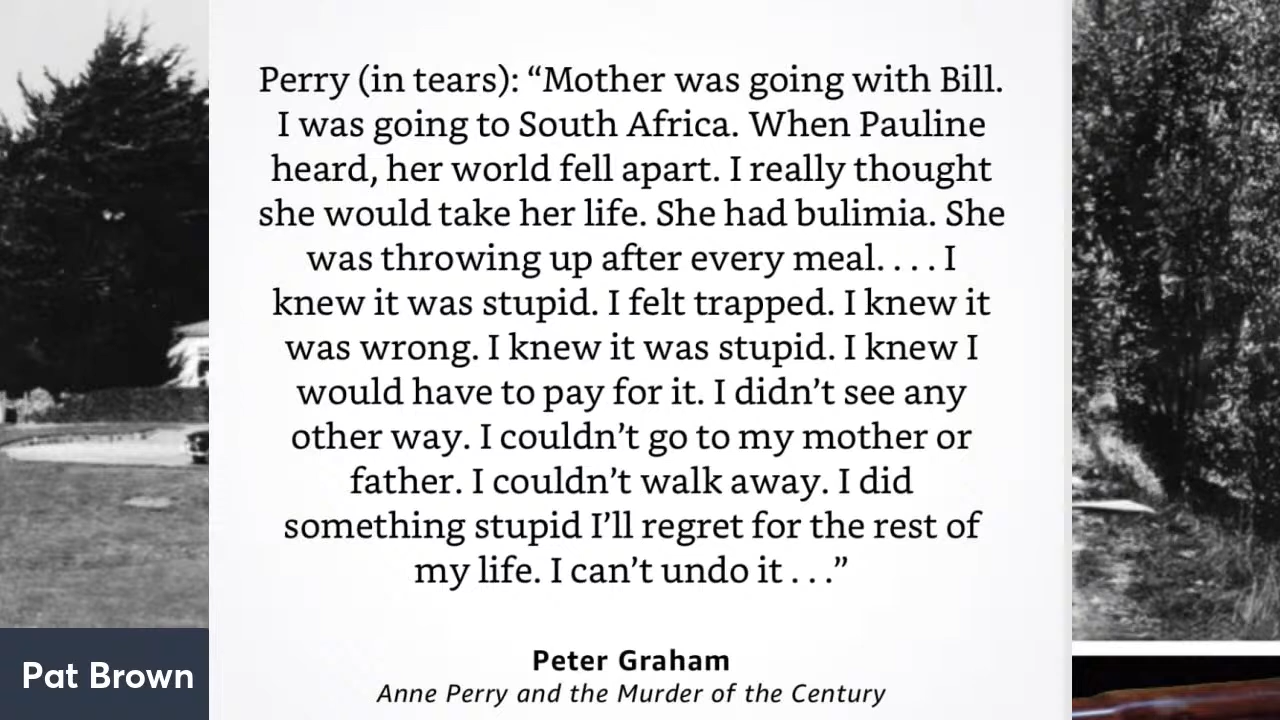 Perry (in tears): “Mother was going with Bill.
I was going to South Africa. When Pauline
heard, her world fell apart. I really thought
she would take her life. She had bulimia. She
was throwing up after every meal. . . . I
knew it was stupid. I felt trapped. I knew it
was wrong. I knew it was stupid. I knew I
would have to pay for it. I didn’t see any
other way. I couldn’t go to my mother or
father. I couldn’t walk away. I did
something stupid I’ll regret for the rest of
my life. I can’t undo it . . .”
Peter Graham
Anne Perry and the Murder of the Century
Pat Brown